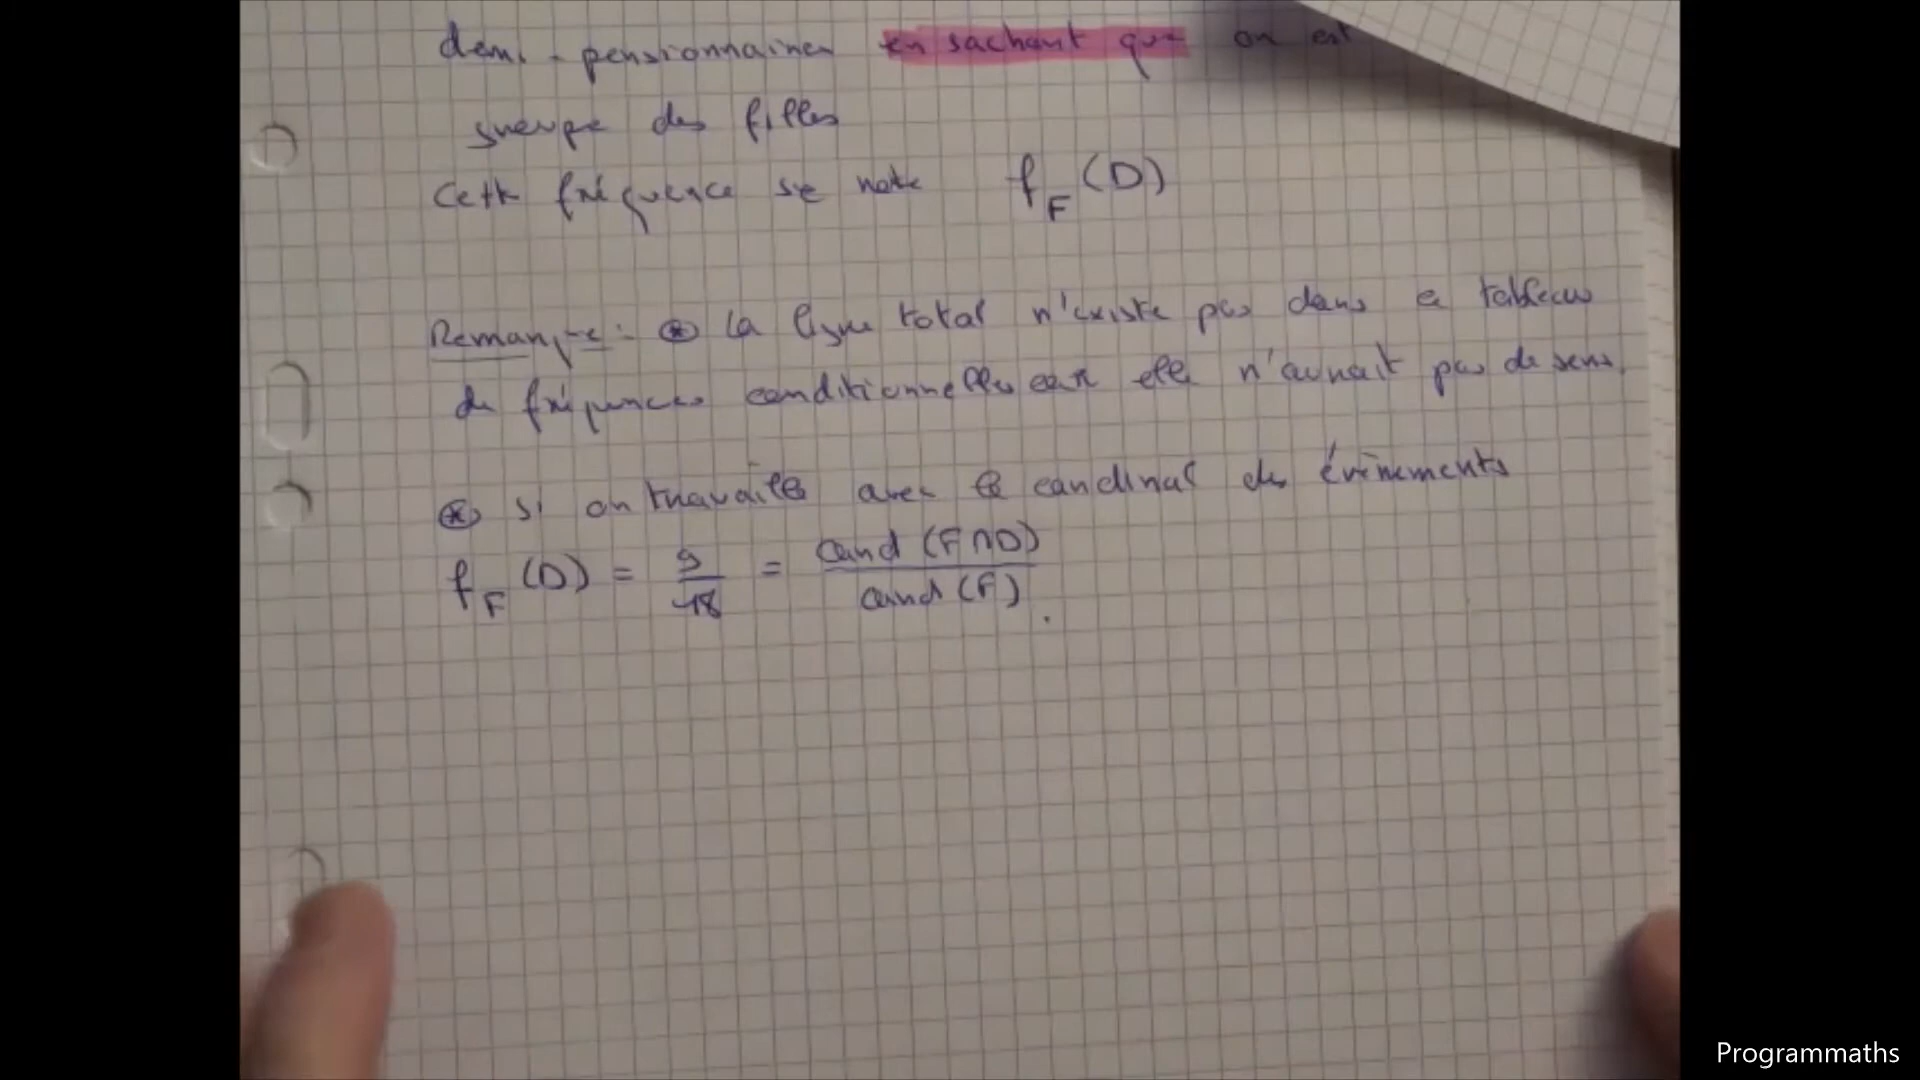 demi-pensionnaires en sachant que on est
groupe des filles
Cette fréquence se note f_F (D)
Remarque : ⊛ La ligne total n'existe pas dans le tableau
de fréquences conditionnelles car elle n'aurait pas de sens.
⊛ si on travaille avec le cardinal des évènements
f_F (D) = 9/18 = card (F∩D)/card (F).
Programmaths